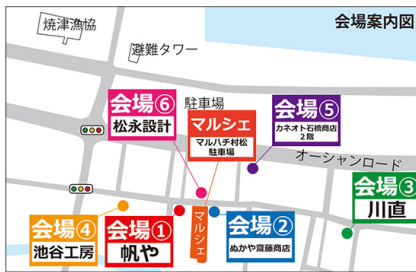 会場案内図
焼津漁協
避難タワー
会場⑥
松永設計
駐車場
マルシェ
マルハチ村松
駐車場
会場⑤
カネオト石橋商店
2階
オーシャンロード
会場③
川直
会場④
池谷工房
会場①
帆や
マルシェ
会場②
ぬかや齋藤商店